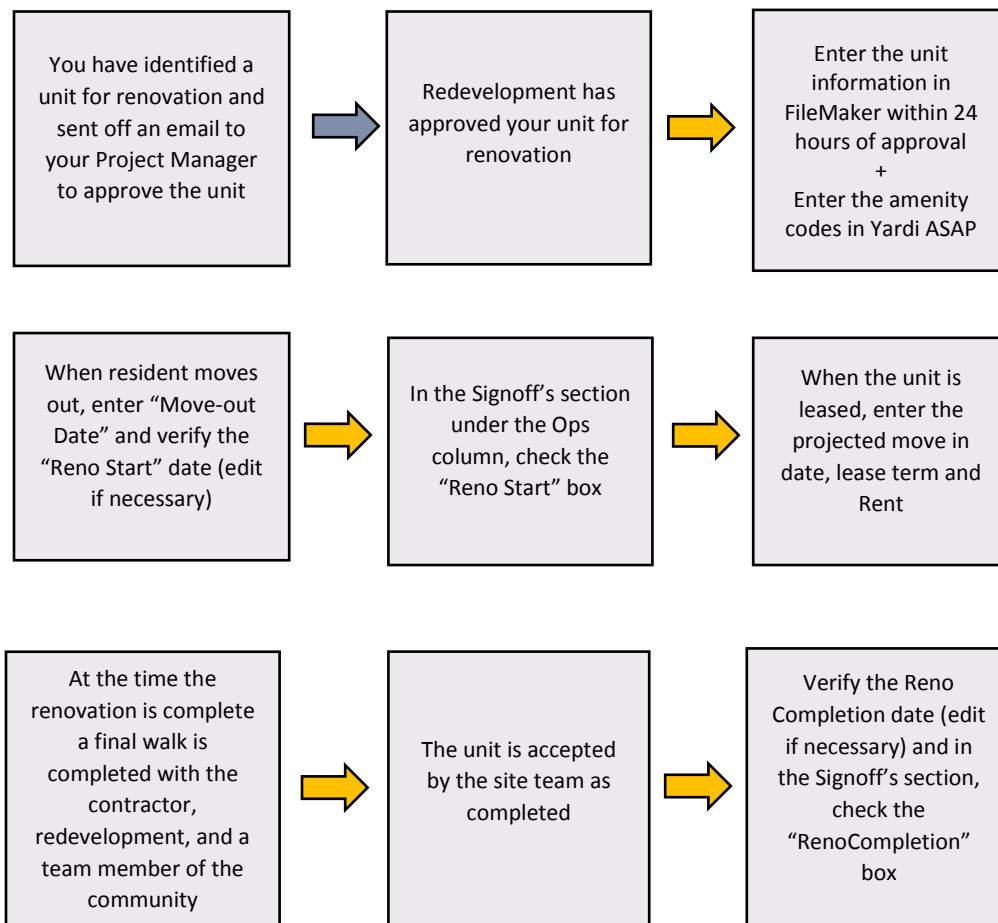 You have identified a
unit for renovation and
sent off an email to
your Project Manager
to approve the unit
Redevelopment has
approved your unit for
renovation
Enter the unit
information in
FileMaker within 24
hours of approval
+
Enter the amenity
codes in Yardi ASAP
When resident moves
out, enter “Move-out
Date” and verify the
“Reno Start” date (edit
if necessary)
In the Signoff’s section
under the Ops
column, check the
“Reno Start” box
When the unit is
leased, enter the
projected move in
date, lease term and
Rent
At the time the
renovation is complete
a final walk is
completed with the
contractor,
redevelopment, and a
team member of the
community
The unit is accepted
by the site team as
completed
Verify the Reno
Completion date (edit
if necessary) and in
the Signoff’s section,
check the
“RenoCompletion”
box